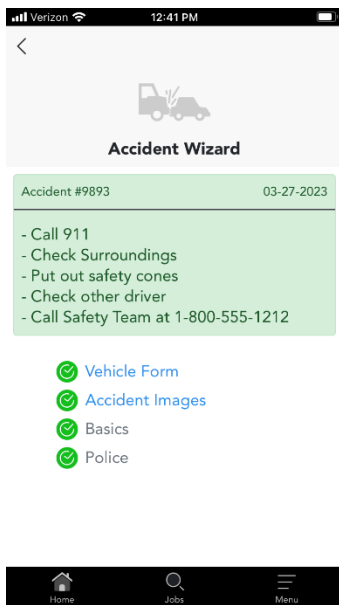 Verizon 12:41 PM
Accident Wizard
Accident #9893 03-27-2023
- Call 911
- Check Surroundings
- Put out safety cones
- Check other driver
- Call Safety Team at 1-800-555-1212
Vehicle Form
Accident Images
Basics
Police
Home Jobs Menu